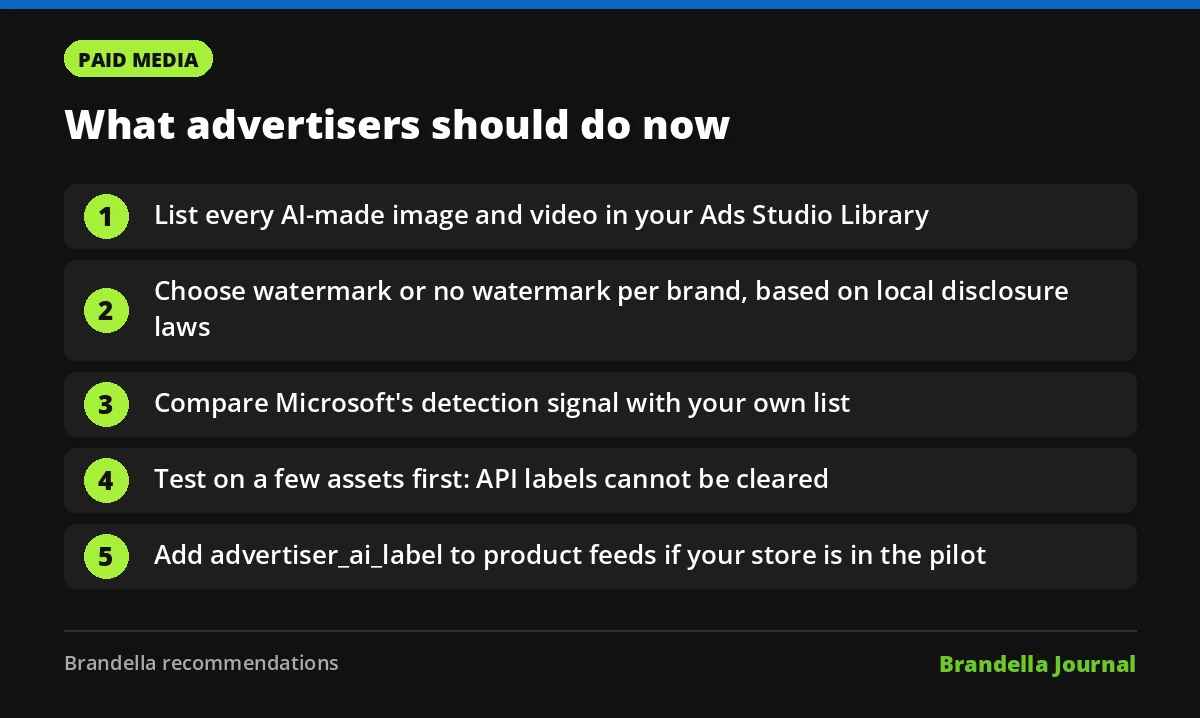 PAID MEDIA
What advertisers should do now
1 List every AI-made image and video in your Ads Studio Library
2 Choose watermark or no watermark per brand, based on local disclosure
laws
3 Compare Microsoft's detection signal with your own list
4 Test on a few assets first: API labels cannot be cleared
5 Add advertiser_ai_label to product feeds if your store is in the pilot
Brandella recommendations
Brandella Journal